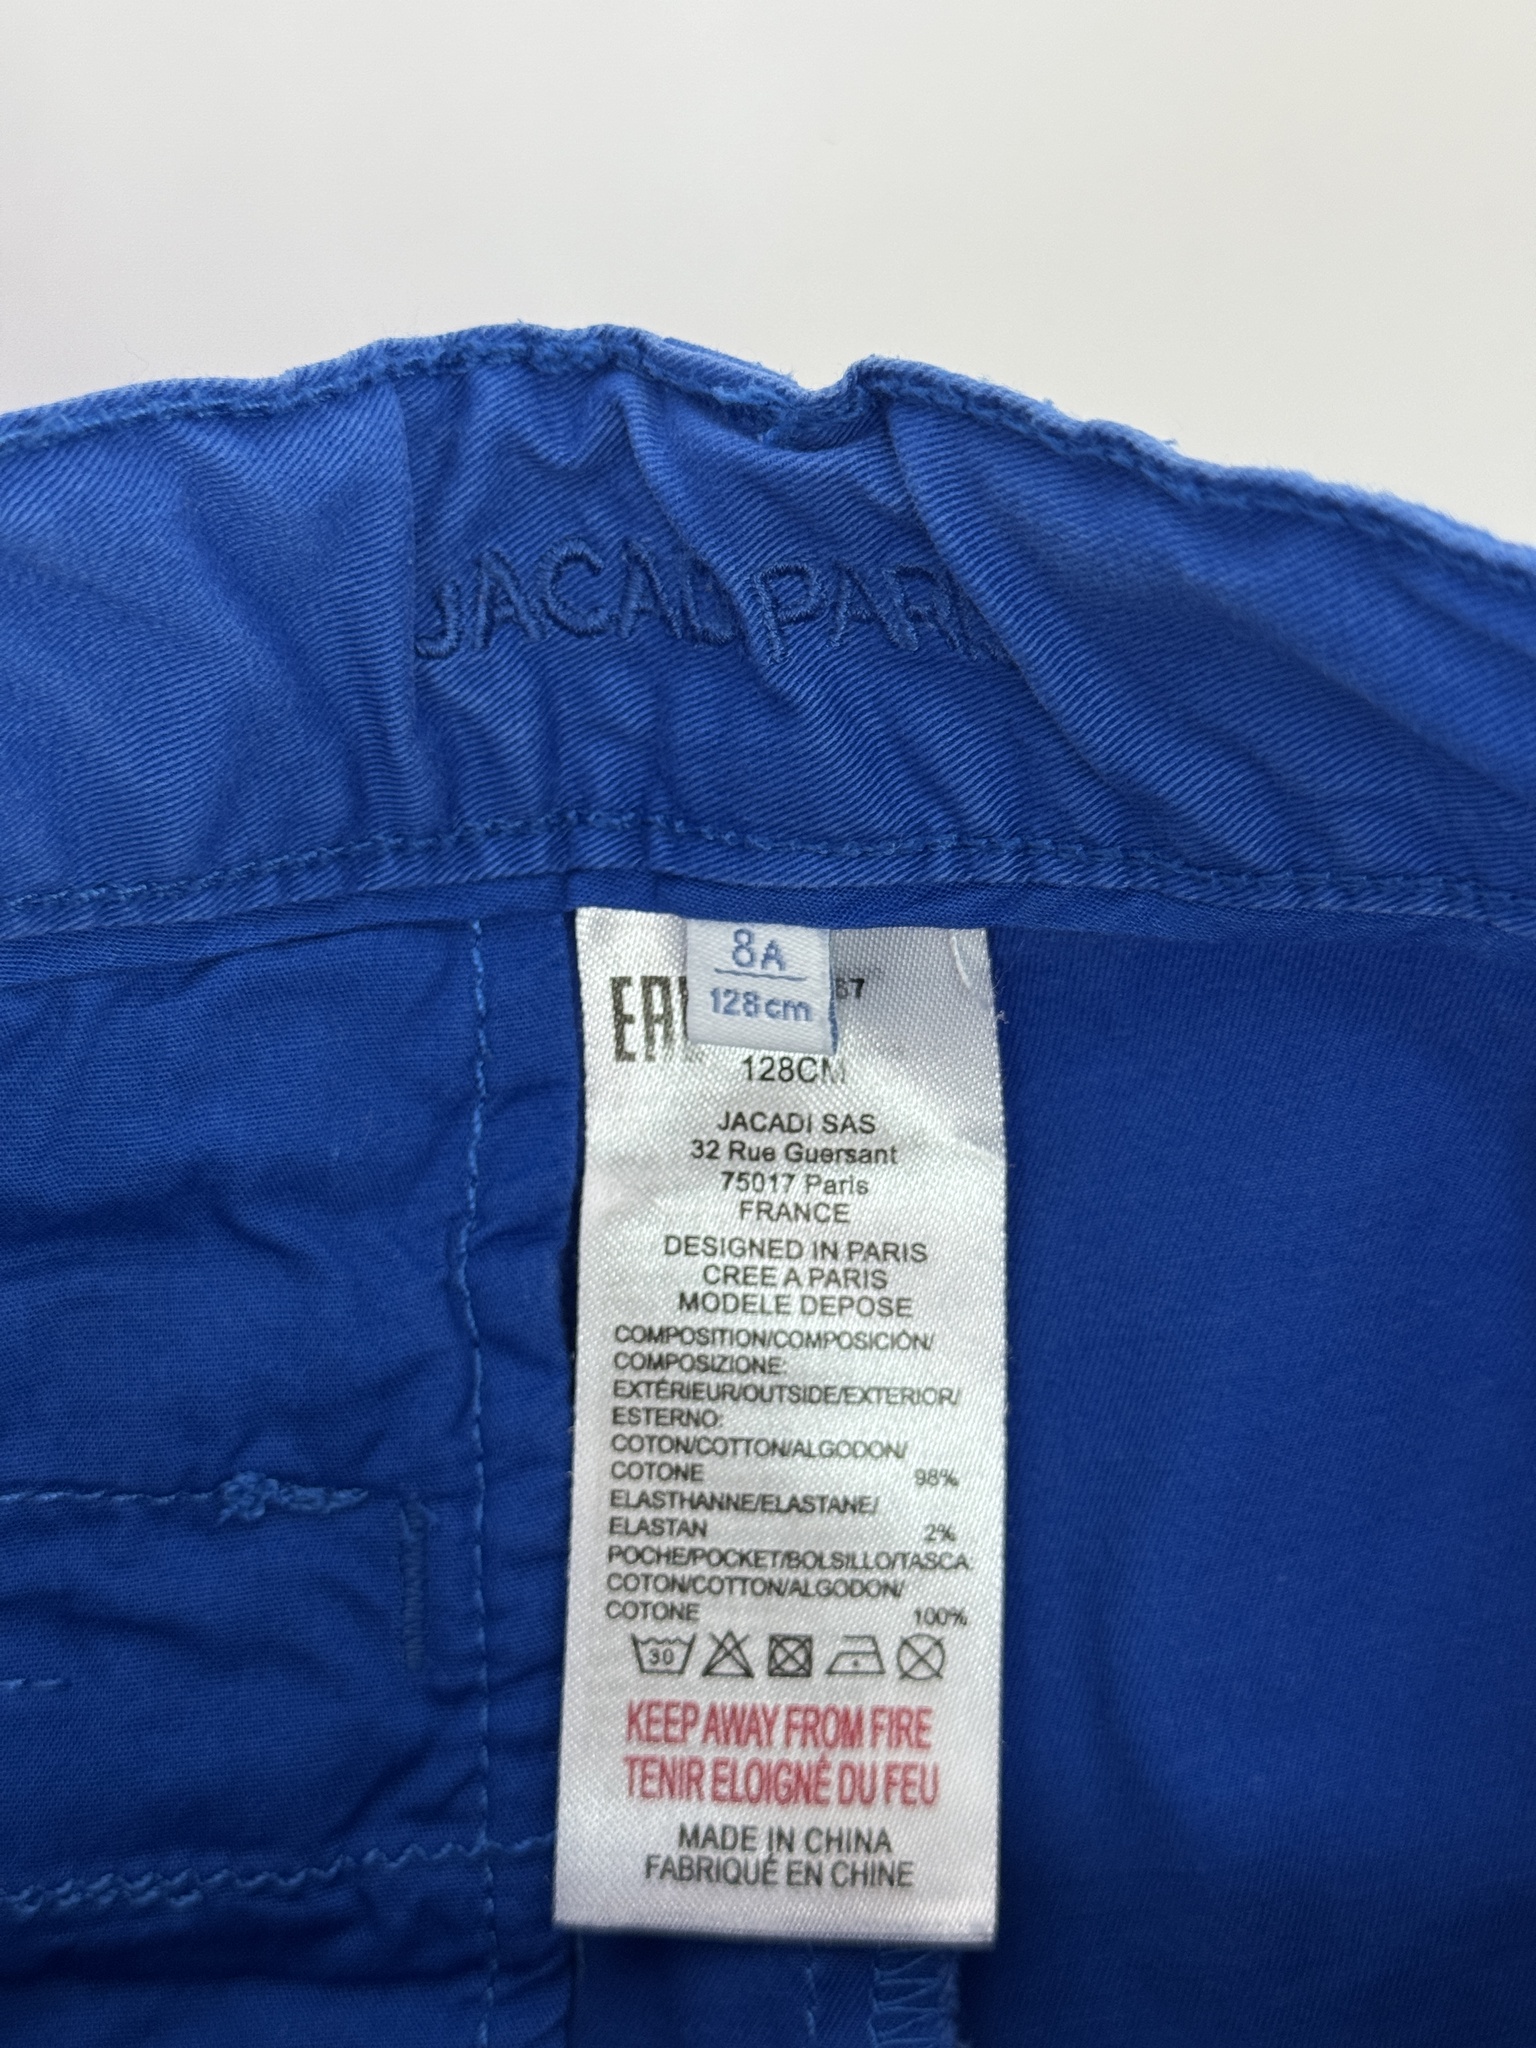 JACADI PARIS
8A
128cm
67
128CM
JACADI SAS
32 Rue Guersant
75017 Paris
FRANCE
DESIGNED IN PARIS
CREE A PARIS
MODELE DEPOSE
COMPOSITION/COMPOSICIÓN/
COMPOSIZIONE:
EXTÉRIEUR/OUTSIDE/EXTERIOR/
ESTERNO:
COTON/COTTON/ALGODON/
COTONE 98%
ELASTHANNE/ELASTANE/
ELASTAN 2%
POCHE/POCKET/BOLSILLO/TASCA:
COTON/COTTON/ALGODON/
COTONE 100%
30
KEEP AWAY FROM FIRE
TENIR ELOIGNÉ DU FEU
MADE IN CHINA
FABRIQUÉ EN CHINE